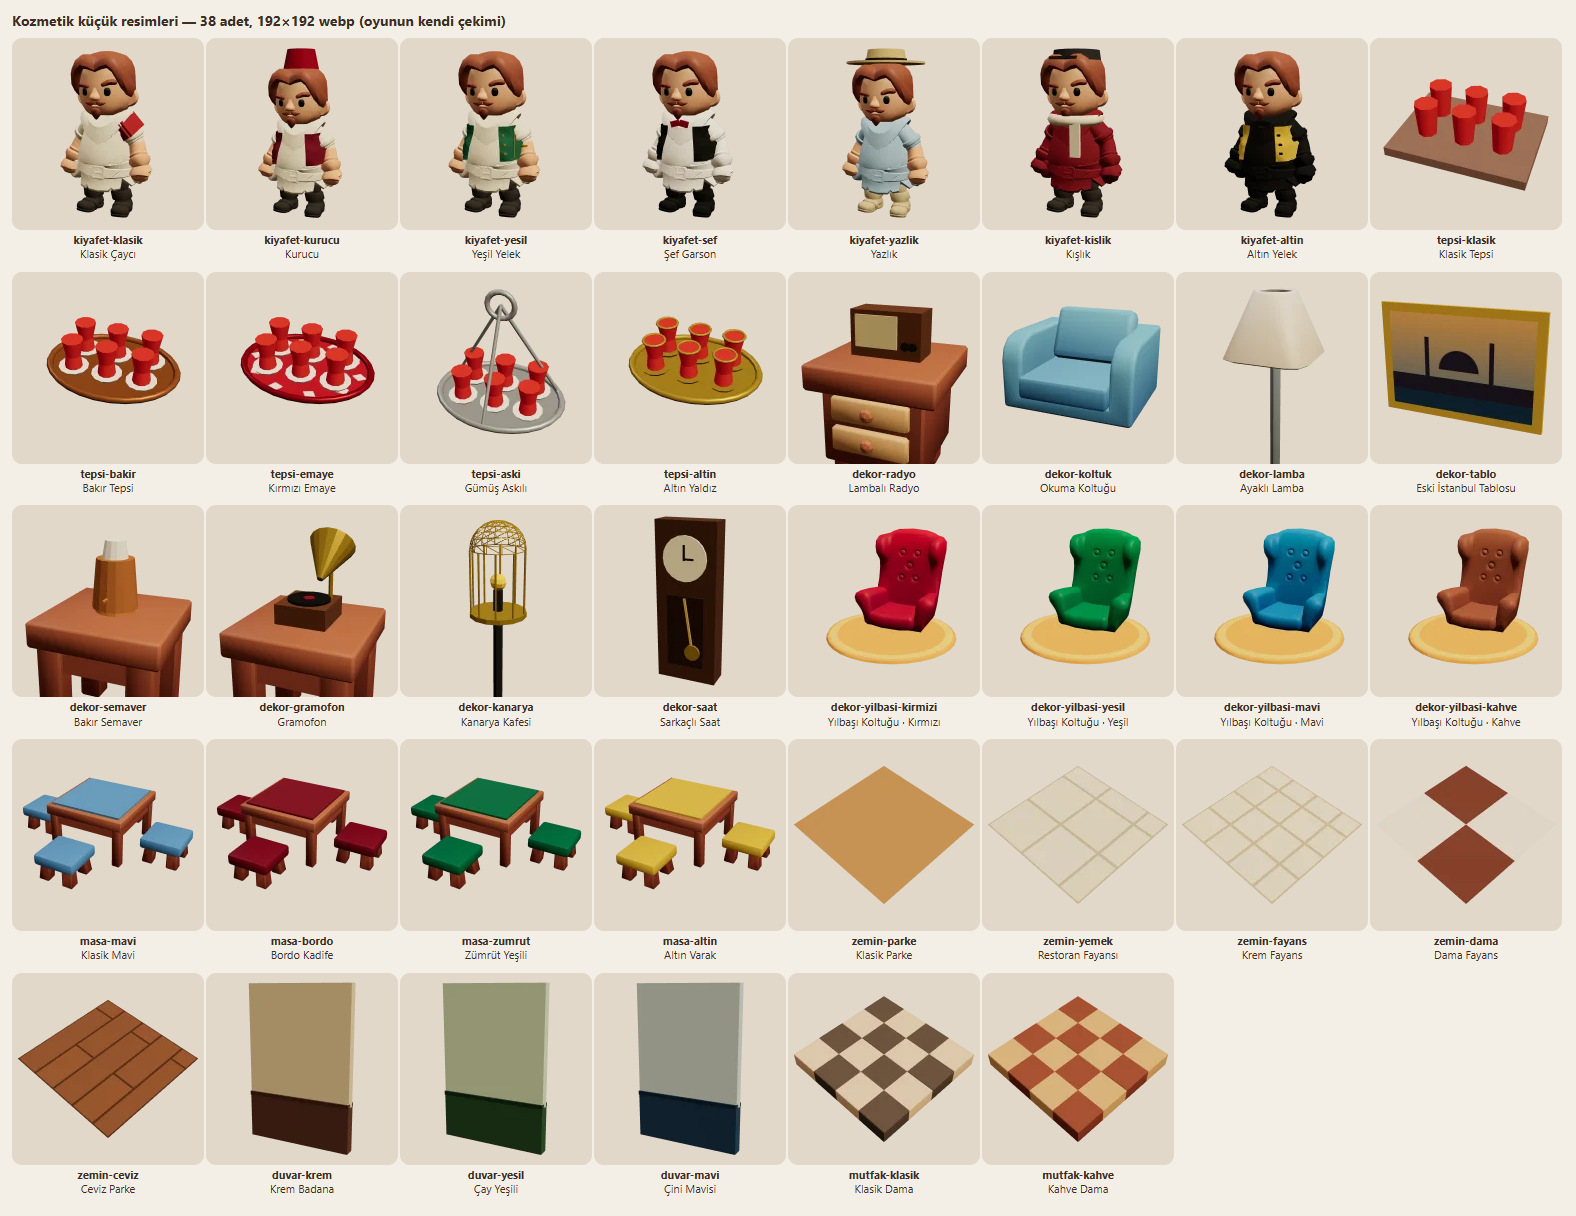 Kozmetik küçük resimleri — 38 adet, 192×192 webp (oyunun kendi çekimi)
kiyafet-klasik
Klasik Çaycı
kiyafet-kurucu
Kurucu
kiyafet-yesil
Yeşil Yelek
kiyafet-sef
Şef Garson
kiyafet-yazlik
Yazlık
kiyafet-kislik
Kışlık
kiyafet-altin
Altın Yelek
tepsi-klasik
Klasik Tepsi
tepsi-bakir
Bakır Tepsi
tepsi-emaye
Kırmızı Emaye
tepsi-aski
Gümüş Askılı
tepsi-altin
Altın Yaldız
dekor-radyo
Lambalı Radyo
dekor-koltuk
Okuma Koltuğu
dekor-lamba
Ayaklı Lamba
dekor-tablo
Eski İstanbul Tablosu
dekor-semaver
Bakır Semaver
dekor-gramofon
Gramofon
dekor-kanarya
Kanarya Kafesi
dekor-saat
Sarkaçlı Saat
dekor-yilbasi-kirmizi
Yılbaşı Koltuğu · Kırmızı
dekor-yilbasi-yesil
Yılbaşı Koltuğu · Yeşil
dekor-yilbasi-mavi
Yılbaşı Koltuğu · Mavi
dekor-yilbasi-kahve
Yılbaşı Koltuğu · Kahve
masa-mavi
Klasik Mavi
masa-bordo
Bordo Kadife
masa-zumrut
Zümrüt Yeşili
masa-altin
Altın Varak
zemin-parke
Klasik Parke
zemin-yemek
Restoran Fayansı
zemin-fayans
Krem Fayans
zemin-dama
Dama Fayans
zemin-ceviz
Ceviz Parke
duvar-krem
Krem Badana
duvar-yesil
Çay Yeşili
duvar-mavi
Çini Mavisi
mutfak-klasik
Klasik Dama
mutfak-kahve
Kahve Dama